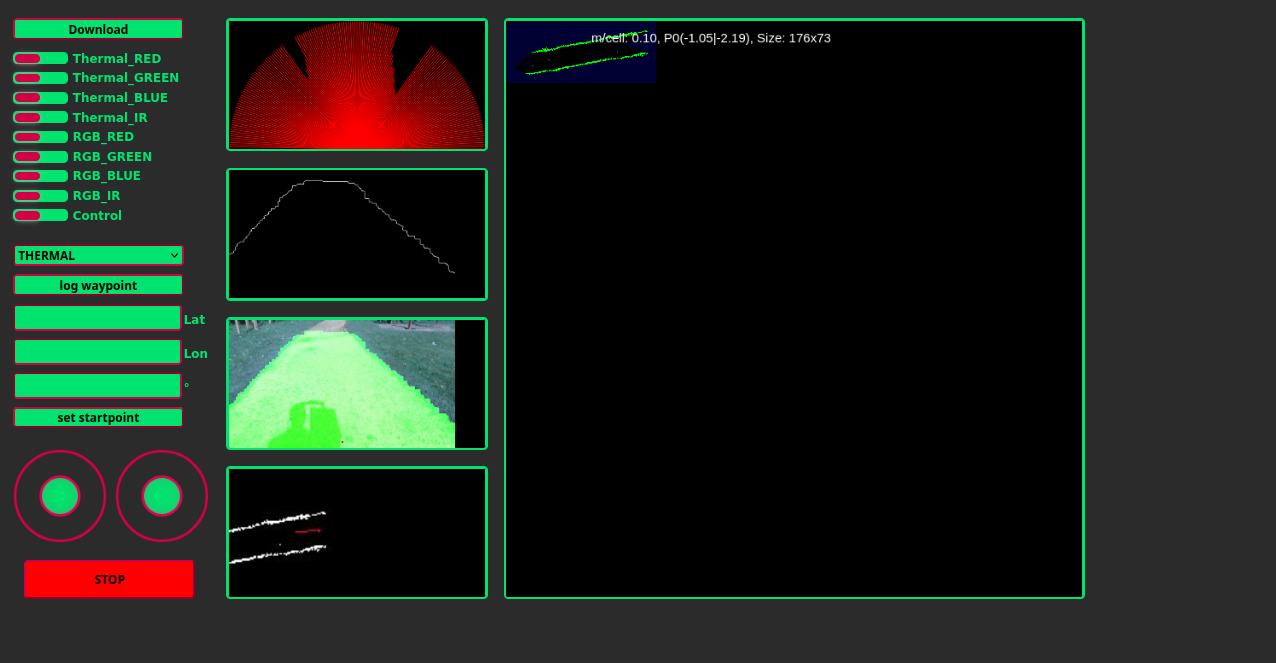 Download
Thermal_RED
Thermal_GREEN
Thermal_BLUE
Thermal_IR
RGB_RED
RGB_GREEN
RGB_BLUE
RGB_IR
Control
THERMAL
log waypoint
Lat
Lon
°
set startpoint
STOP
m/cell: 0.10, P0(-1.05|-2.19), Size: 176x73